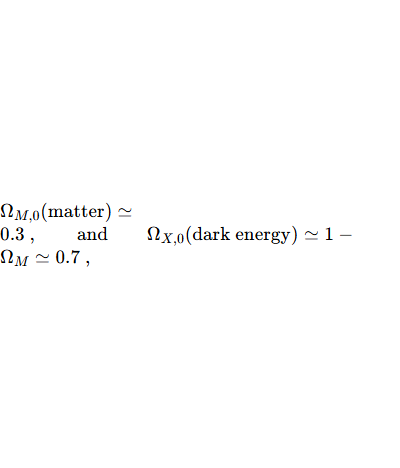 Ω_{M,0}(matter) ≃
0.3 , and Ω_{X,0}(dark energy) ≃ 1 −
Ω_M ≃ 0.7 ,